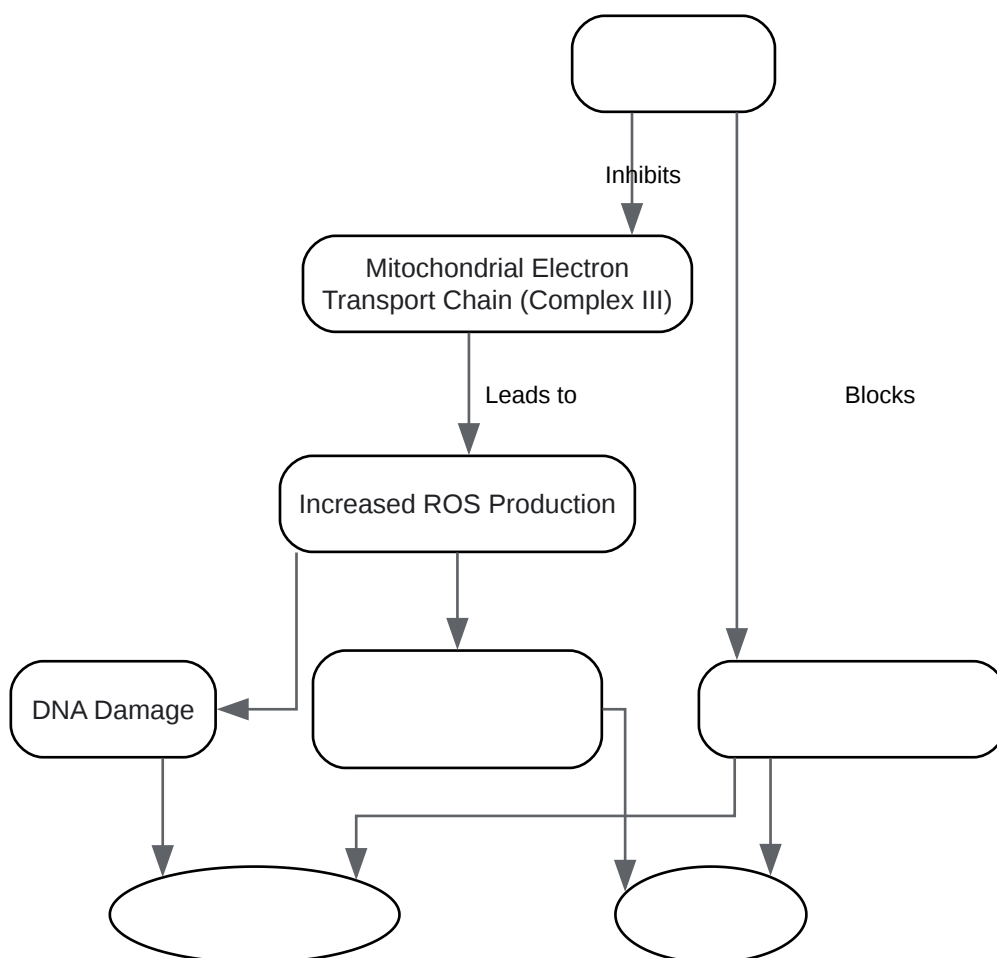 Inhibits
Mitochondrial Electron
Transport Chain (Complex III)
Leads to
Blocks
Increased ROS Production
DNA Damage